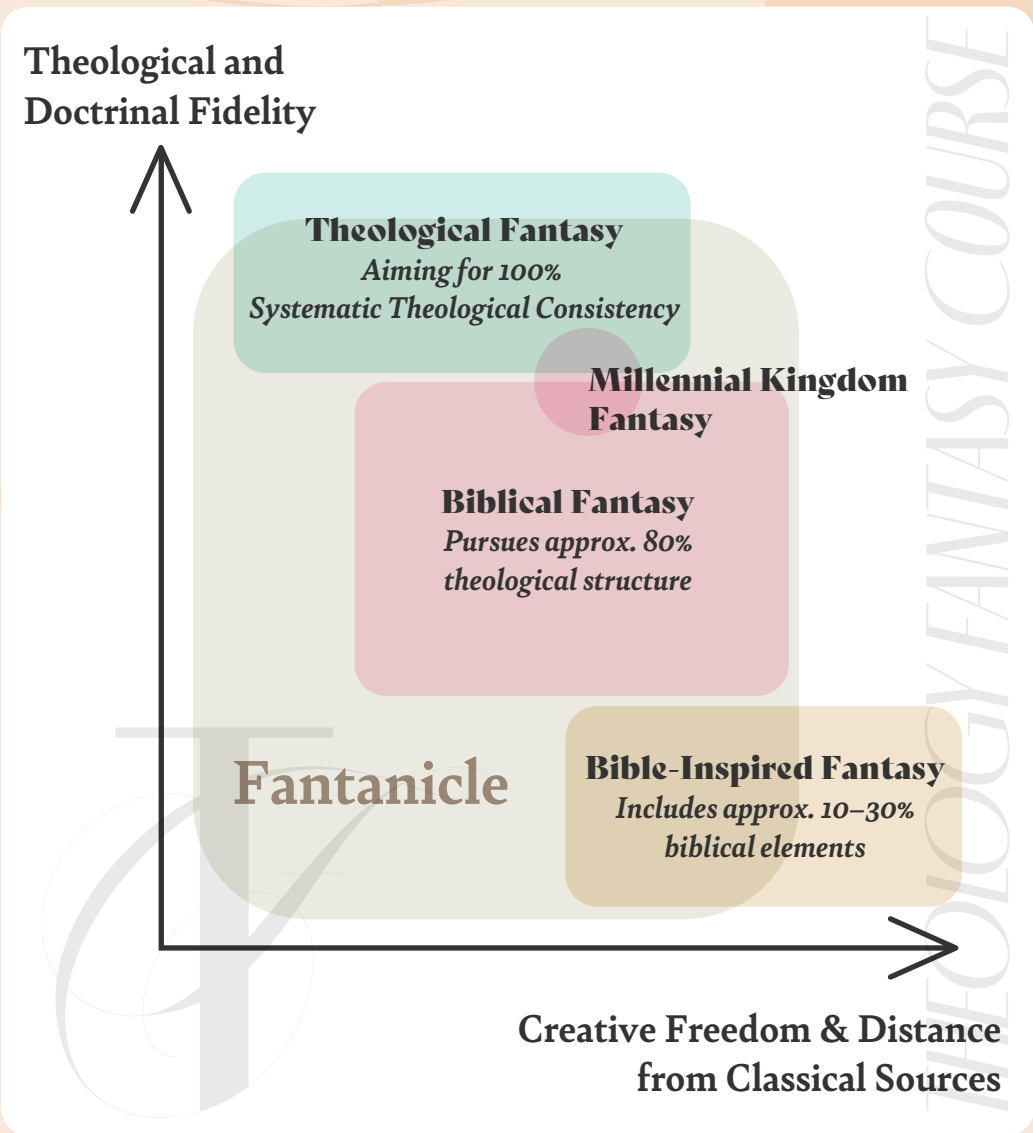 Theological and
Doctrinal Fidelity
Theological Fantasy
Aiming for 100%
Systematic Theological Consistency
Millennial Kingdom
Fantasy
Biblical Fantasy
Pursues approx. 80%
theological structure
Fantanicle
Bible-Inspired Fantasy
Includes approx. 10–30%
biblical elements
Creative Freedom & Distance
from Classical Sources
THEOLOGY FANTASY COURSE